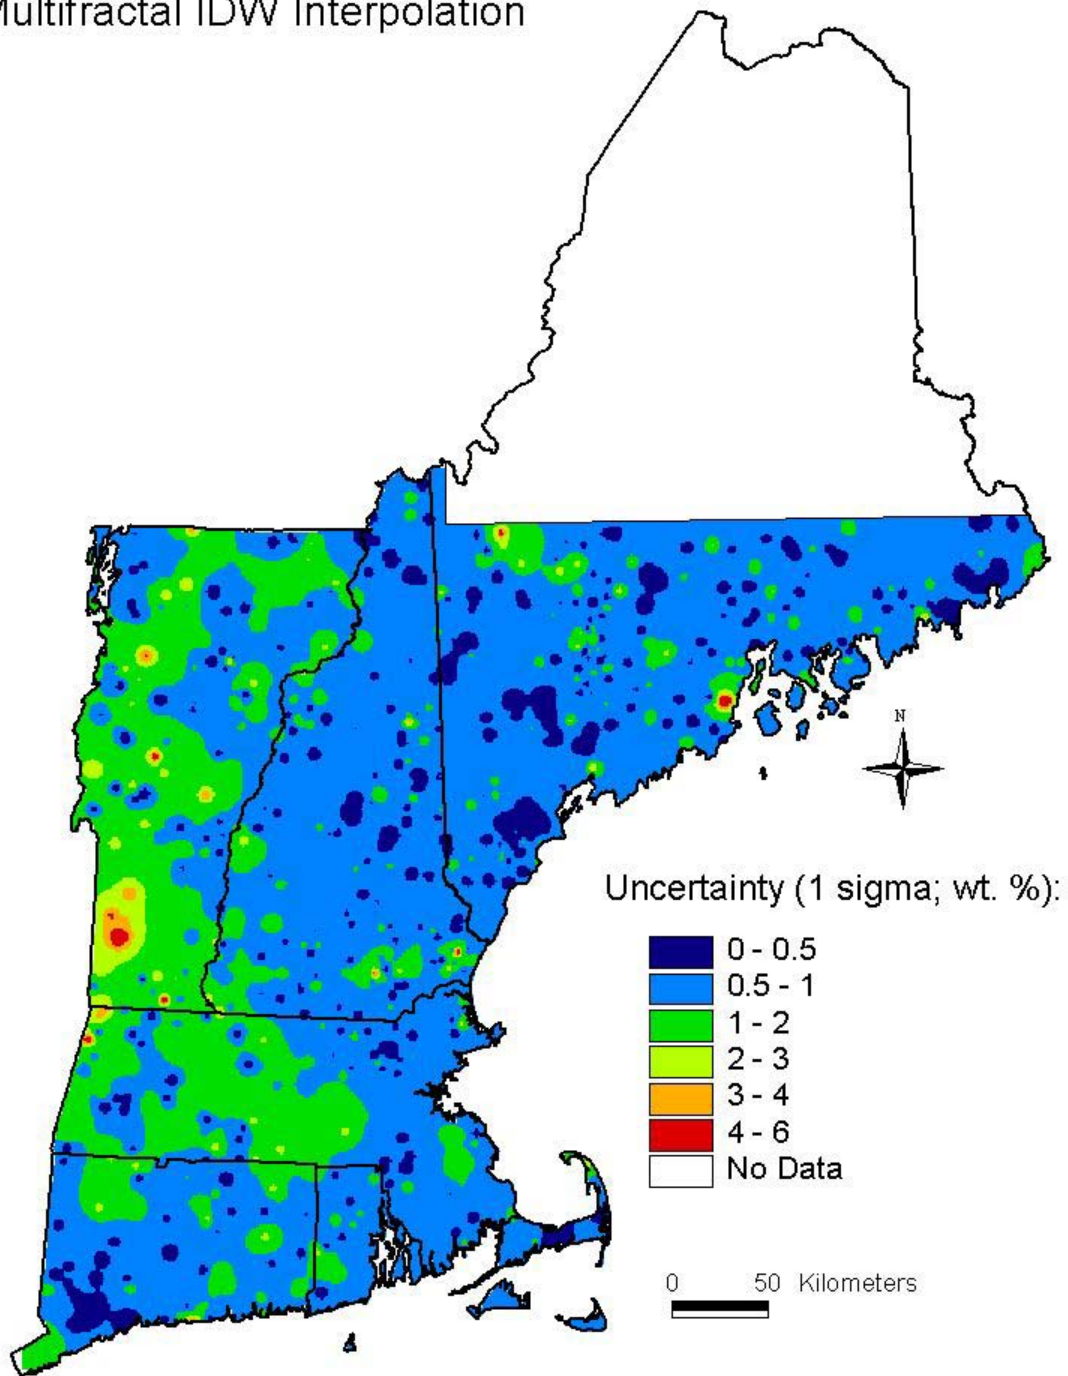 Multifractal IDW Interpolation
N
Uncertainty (1 sigma; wt. %):
0 - 0.5
0.5 - 1
1 - 2
2 - 3
3 - 4
4 - 6
No Data
0 50 Kilometers